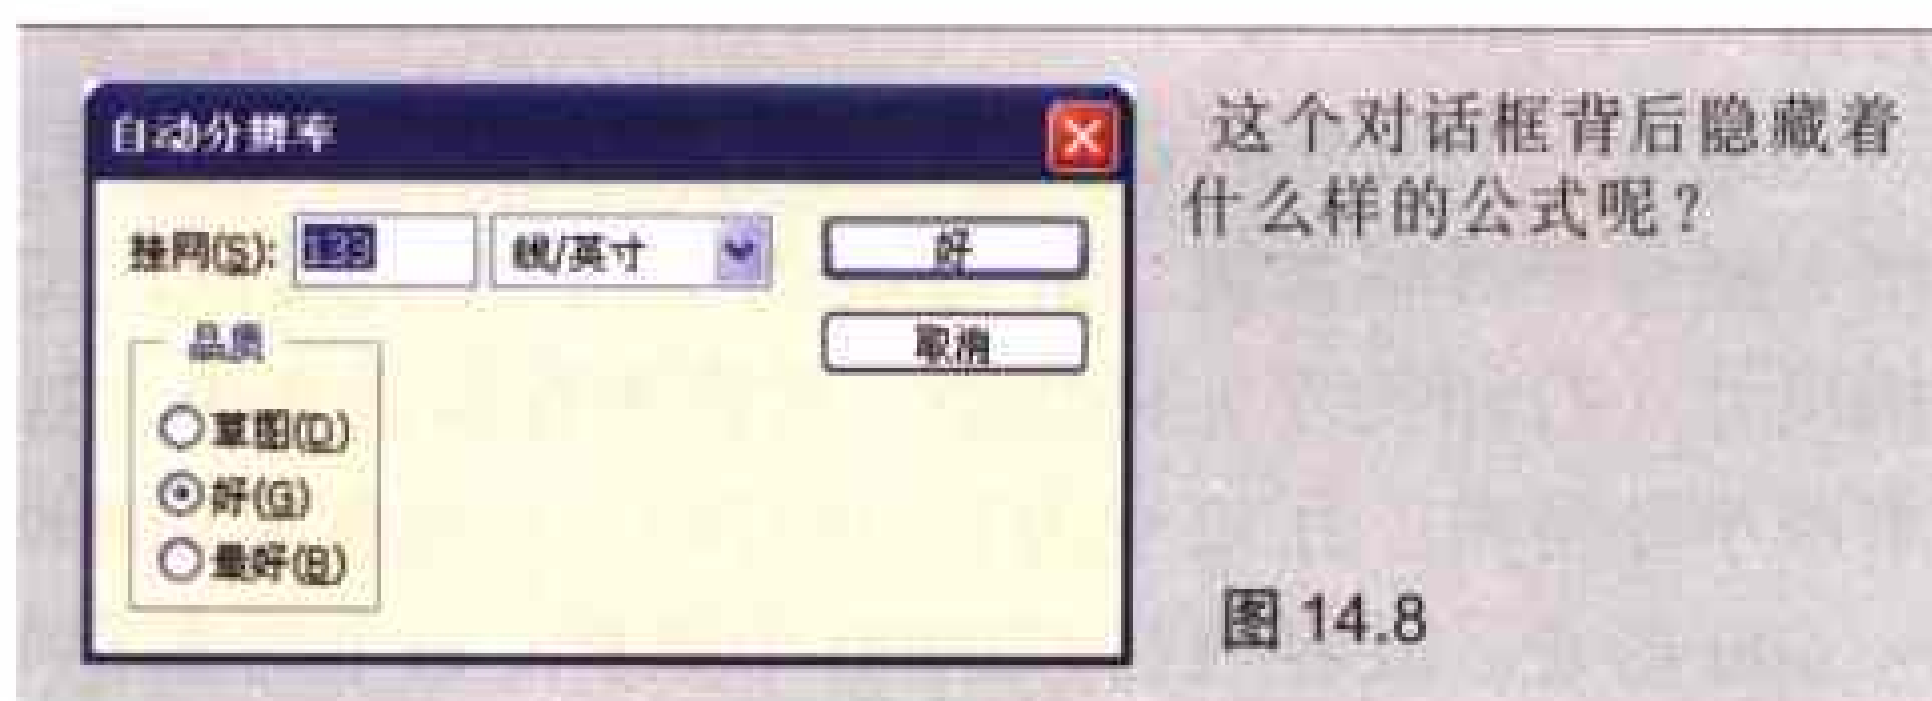 自动分辨率
挂网(S): 133 线/英寸 好
取消
品质
草图(D)
好(G)
最好(B)
这个对话框背后隐藏着
什么样的公式呢?
图 14.8